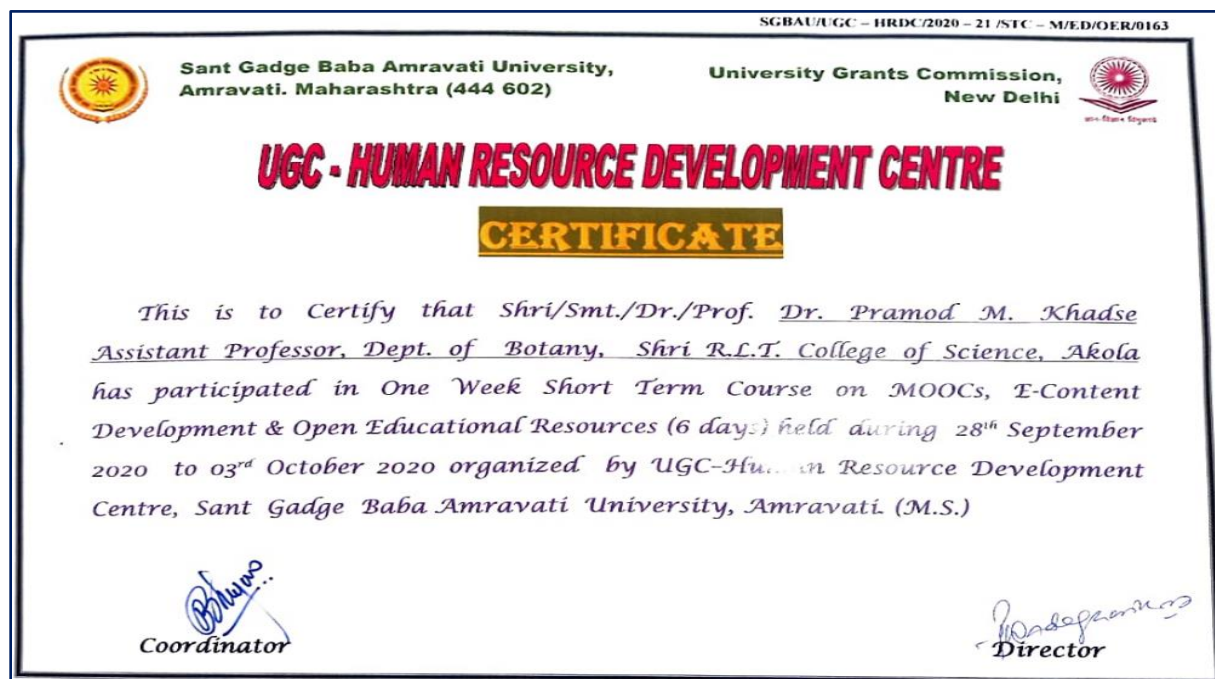 SGBAU/UGC – HRDC/2020 – 21 /STC – M/ED/OER/0163
Sant Gadge Baba Amravati University,
Amravati. Maharashtra (444 602)
University Grants Commission,
New Delhi
ज्ञान-विज्ञान विमुक्तये
UGC - HUMAN RESOURCE DEVELOPMENT CENTRE
CERTIFICATE
This is to Certify that Shri/Smt./Dr./Prof. Dr. Pramod M. Khadse
Assistant Professor, Dept. of Botany, Shri R.L.T. College of Science, Akola
has participated in One Week Short Term Course on MOOCs, E-Content
Development & Open Educational Resources (6 days) held during 28th September
2020 to 03rd October 2020 organized by UGC-Human Resource Development
Centre, Sant Gadge Baba Amravati University, Amravati. (M.S.)
Coordinator
Director